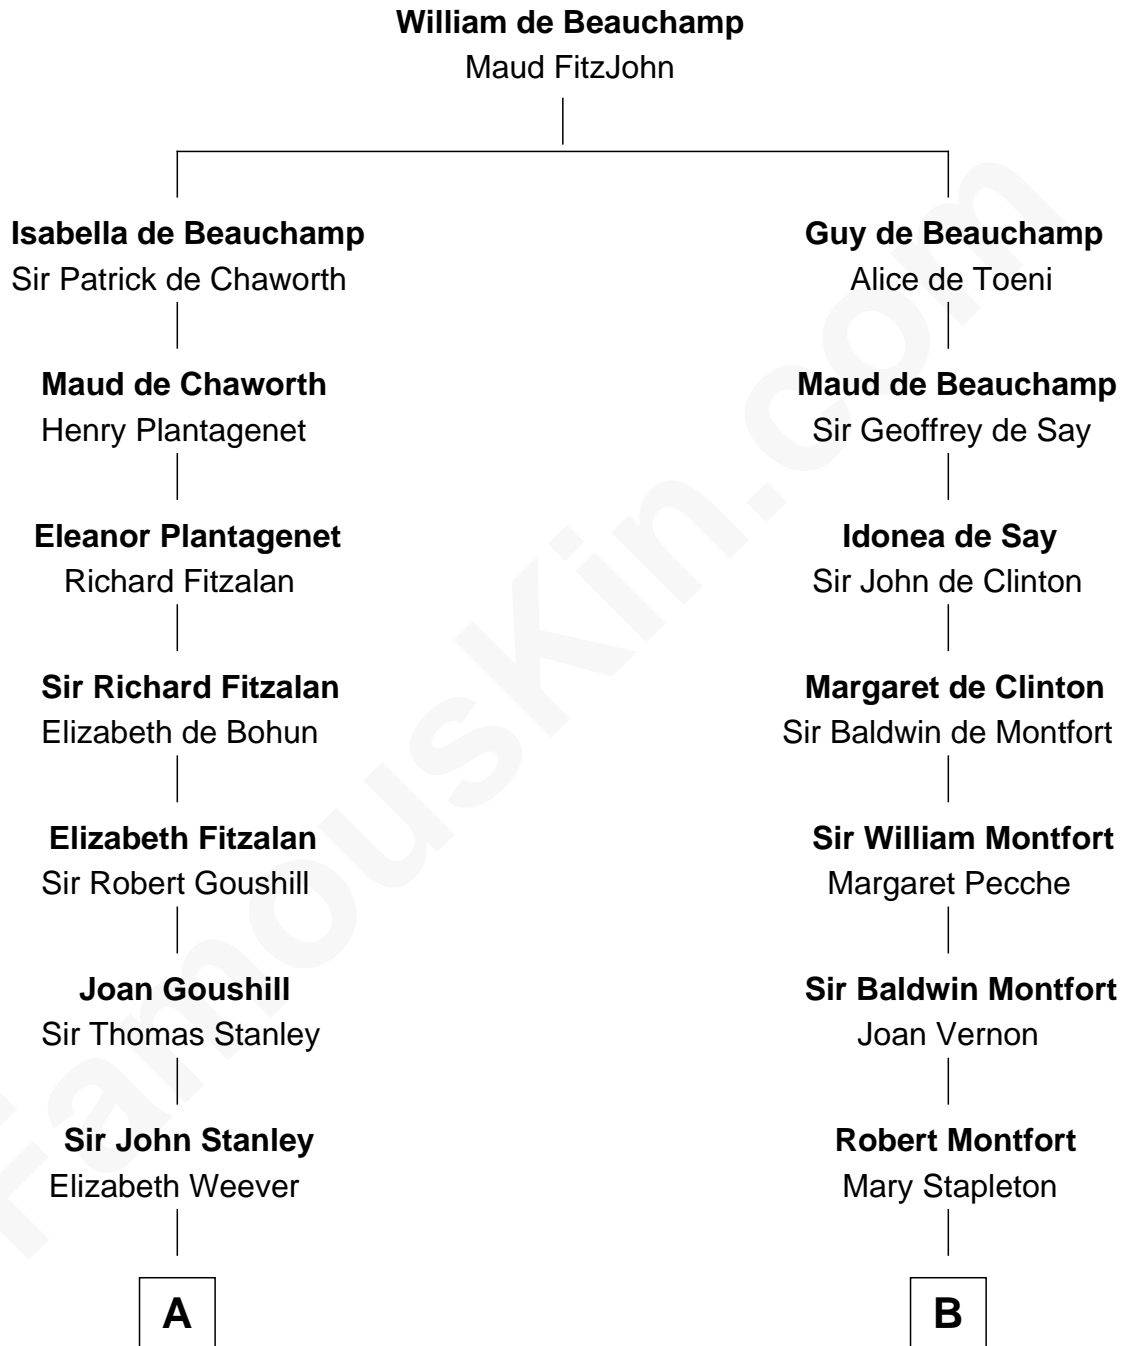 William de Beauchamp
Maud FitzJohn
Isabella de Beauchamp
Sir Patrick de Chaworth
Guy de Beauchamp
Alice de Toeni
Maud de Chaworth
Henry Plantagenet
Maud de Beauchamp
Sir Geoffrey de Say
Eleanor Plantagenet
Richard Fitzalan
Idonea de Say
Sir John de Clinton
Sir Richard Fitzalan
Elizabeth de Bohun
Margaret de Clinton
Sir Baldwin de Montfort
Elizabeth Fitzalan
Sir Robert Goushill
Sir William Montfort
Margaret Pecche
Joan Goushill
Sir Thomas Stanley
Sir Baldwin Montfort
Joan Vernon
Sir John Stanley
Elizabeth Weever
Robert Montfort
Mary Stapleton
A
B
FamousKin.com